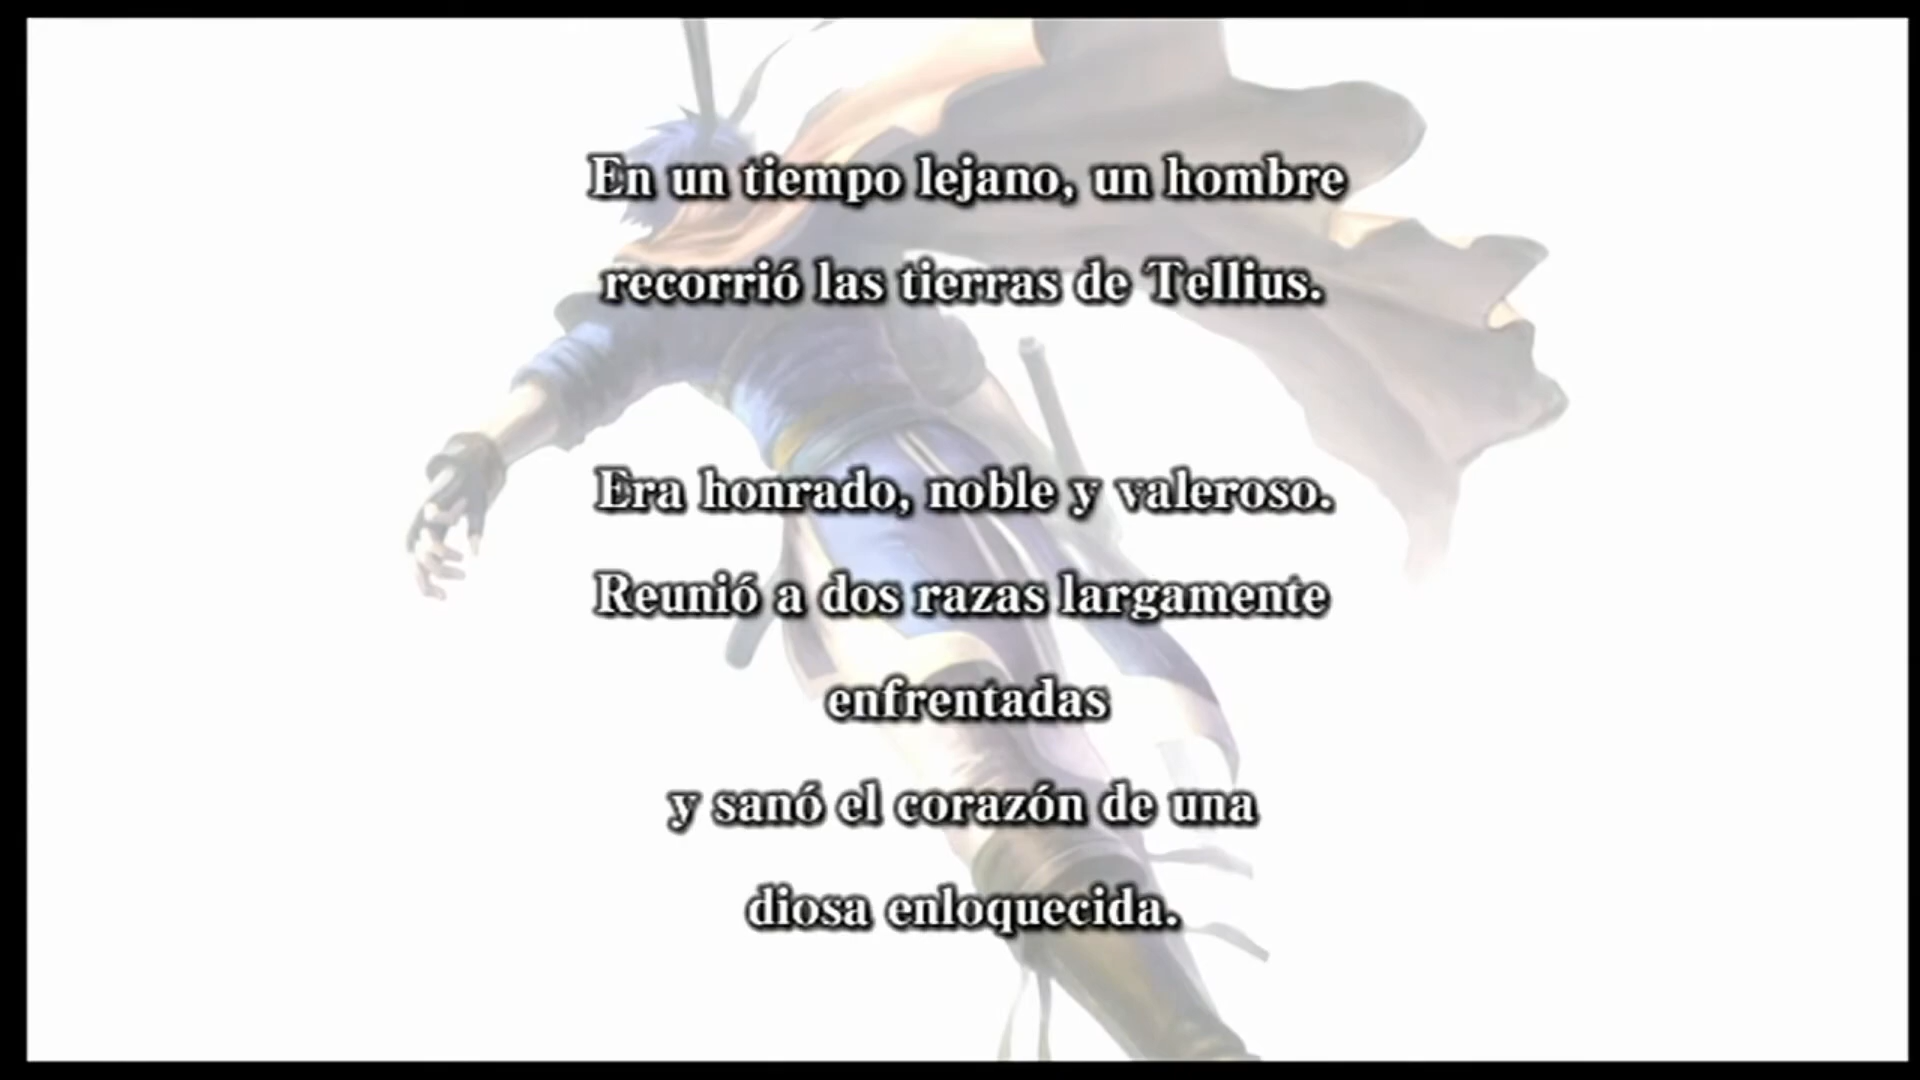 En un tiempo lejano, un hombre
recorrió las tierras de Tellius.
Era honrado, noble y valeroso.
Reunió a dos razas largamente
enfrentadas
y sanó el corazón de una
diosa enloquecida.